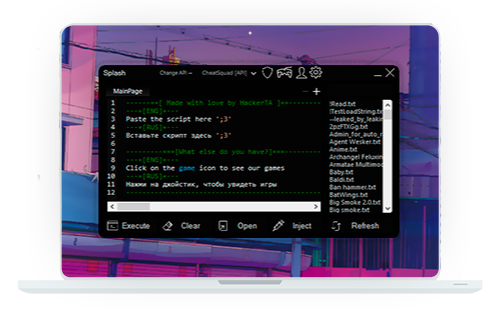 Splash
Change API –
CheatSquad [API]
MainPage
1 --------=[ Made with love by HackerTA ]=----------
2 ---=[ENG]=---
3 Paste the script here ";3"
4 ---=[RUS]=---
5 Вставьте скрипт здесь ";3"
6
7 --------=[What else do you have?]=----------
8 ---=[ENG]=---
9 Click on the game icon to see our games
10 ---=[RUS]=---
11 Нажми на джойстик, чтобы увидеть игры
12
!Read.txt
!TestLoadString.txt
--leaked_by_leakin
2pzFTXGg.txt
Admin_for_auto_r
Agent Wesker.txt
Anime.txt
Archangel Feluxin
Armatae Multimod
Baby.txt
Baldi.txt
Ban hammer.txt
BatWings.txt
Big Smoke 2.0.txt
Big smoke.txt
Execute
Clear
Open
Inject
Refresh